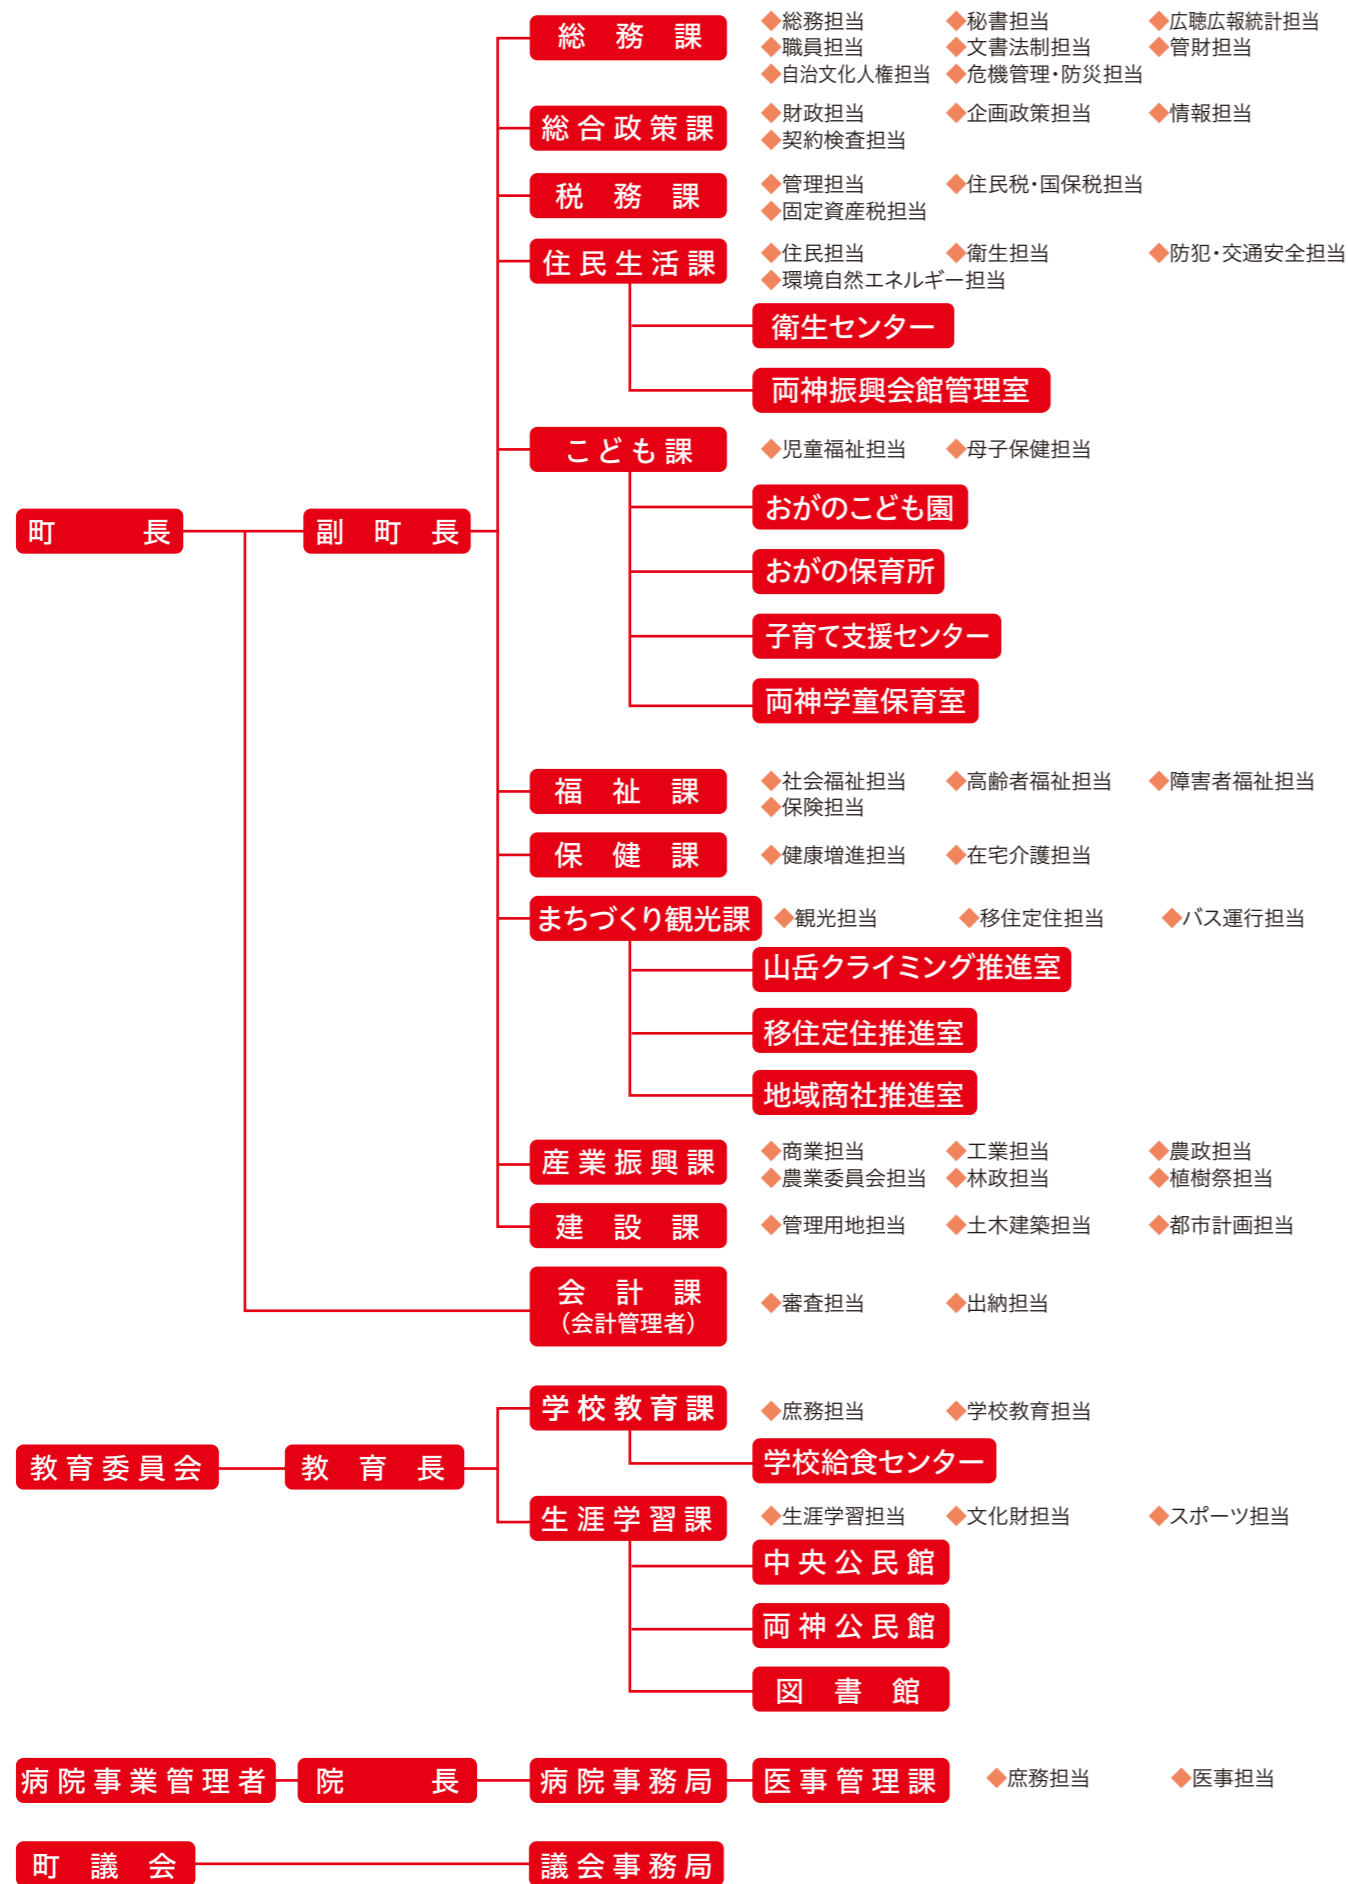 町長
副町長
総務課
◆総務担当 ◆秘書担当 ◆広聴広報統計担当
◆職員担当 ◆文書法制担当 ◆管財担当
◆自治文化人権担当 ◆危機管理・防災担当
総合政策課
◆財政担当 ◆企画政策担当 ◆情報担当
◆契約検査担当
税務課
◆管理担当 ◆住民税・国保税担当
◆固定資産税担当
住民生活課
◆住民担当 ◆衛生担当 ◆防犯・交通安全担当
◆環境自然エネルギー担当
衛生センター
両神振興会館管理室
こども課
◆児童福祉担当 ◆母子保健担当
おがのこども園
おがの保育所
子育て支援センター
両神学童保育室
福祉課
◆社会福祉担当 ◆高齢者福祉担当 ◆障害者福祉担当
◆保険担当
保健課
◆健康増進担当 ◆在宅介護担当
まちづくり観光課
◆観光担当 ◆移住定住担当 ◆バス運行担当
山岳クライミング推進室
移住定住推進室
地域商社推進室
産業振興課
◆商業担当 ◆工業担当 ◆農政担当
◆農業委員会担当 ◆林政担当 ◆植樹祭担当
建設課
◆管理用地担当 ◆土木建築担当 ◆都市計画担当
会計課
（会計管理者）
◆審査担当 ◆出納担当
教育委員会
教育長
学校教育課
◆庶務担当 ◆学校教育担当
学校給食センター
生涯学習課
◆生涯学習担当 ◆文化財担当 ◆スポーツ担当
中央公民館
両神公民館
図書館
病院事業管理者
院長
病院事務局
医事管理課
◆庶務担当 ◆医事担当
町議会
議会事務局